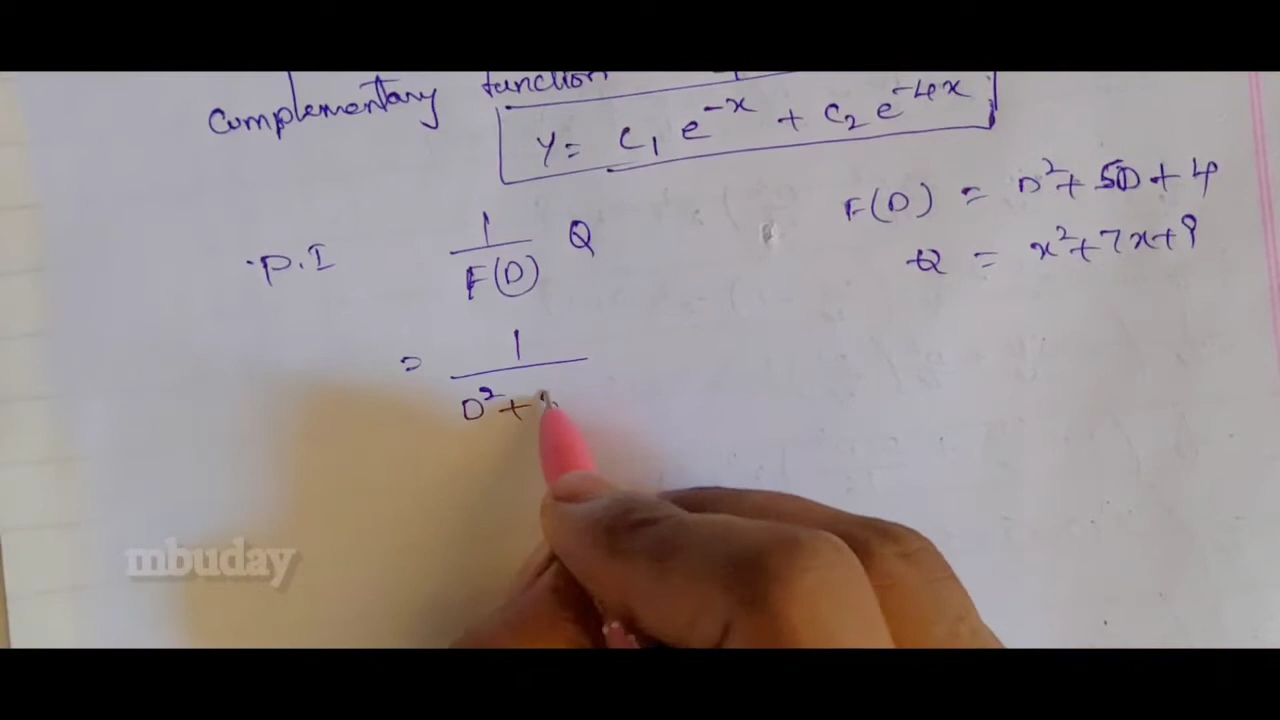 complementary function
y = c₁ e⁻ˣ + c₂ e⁻⁴ˣ
P.I 1/F(D) Q
F(D) = D² + 5D + 4
Q = x² + 7x + 9
= 1/D² +
mbuday